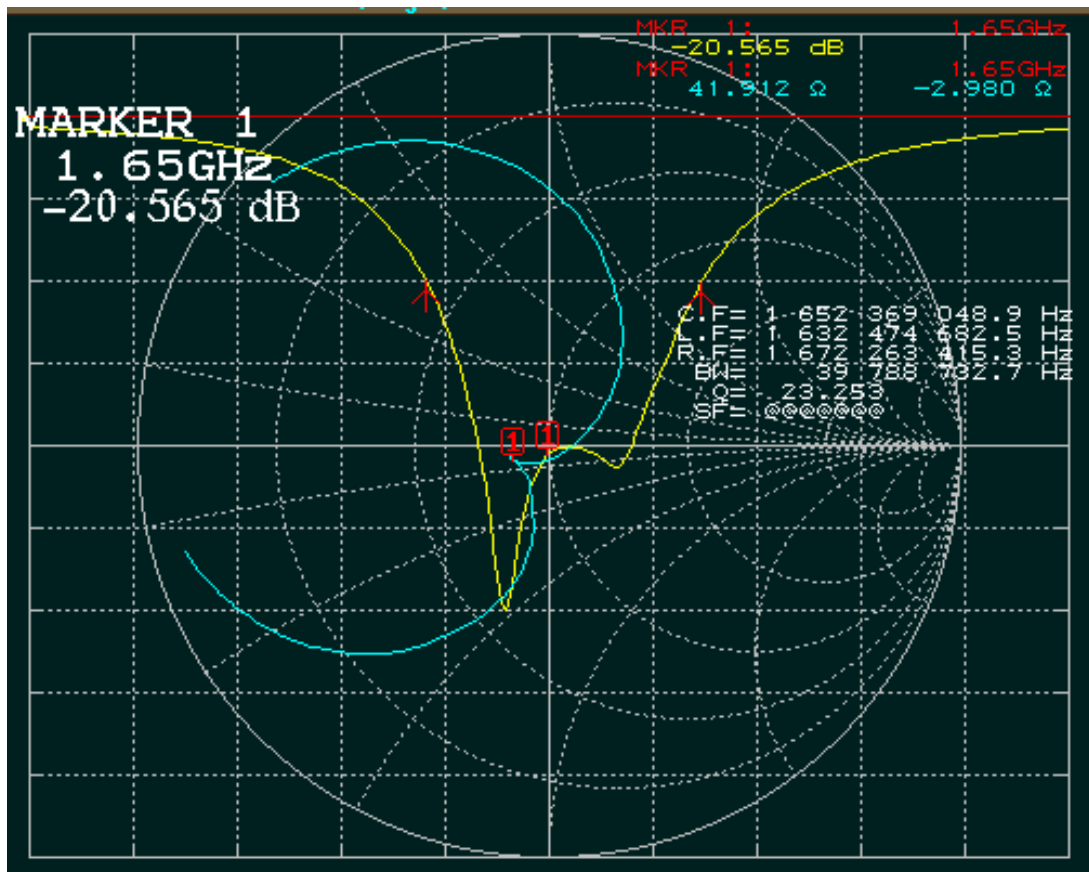 MKR 1: 1.65GHz
-20.565 dB
MKR 1: 1.65GHz
41.912 Ω -2.980 Ω
MARKER 1
1.65GHz
-20.565 dB
C.F= 1 652 369 048.9 Hz
L.F= 1 632 474 682.5 Hz
R.F= 1 672 263 415.3 Hz
BW= 39 788 732.7 Hz
Q= 23.253
SF= @@@@@@@
1 1